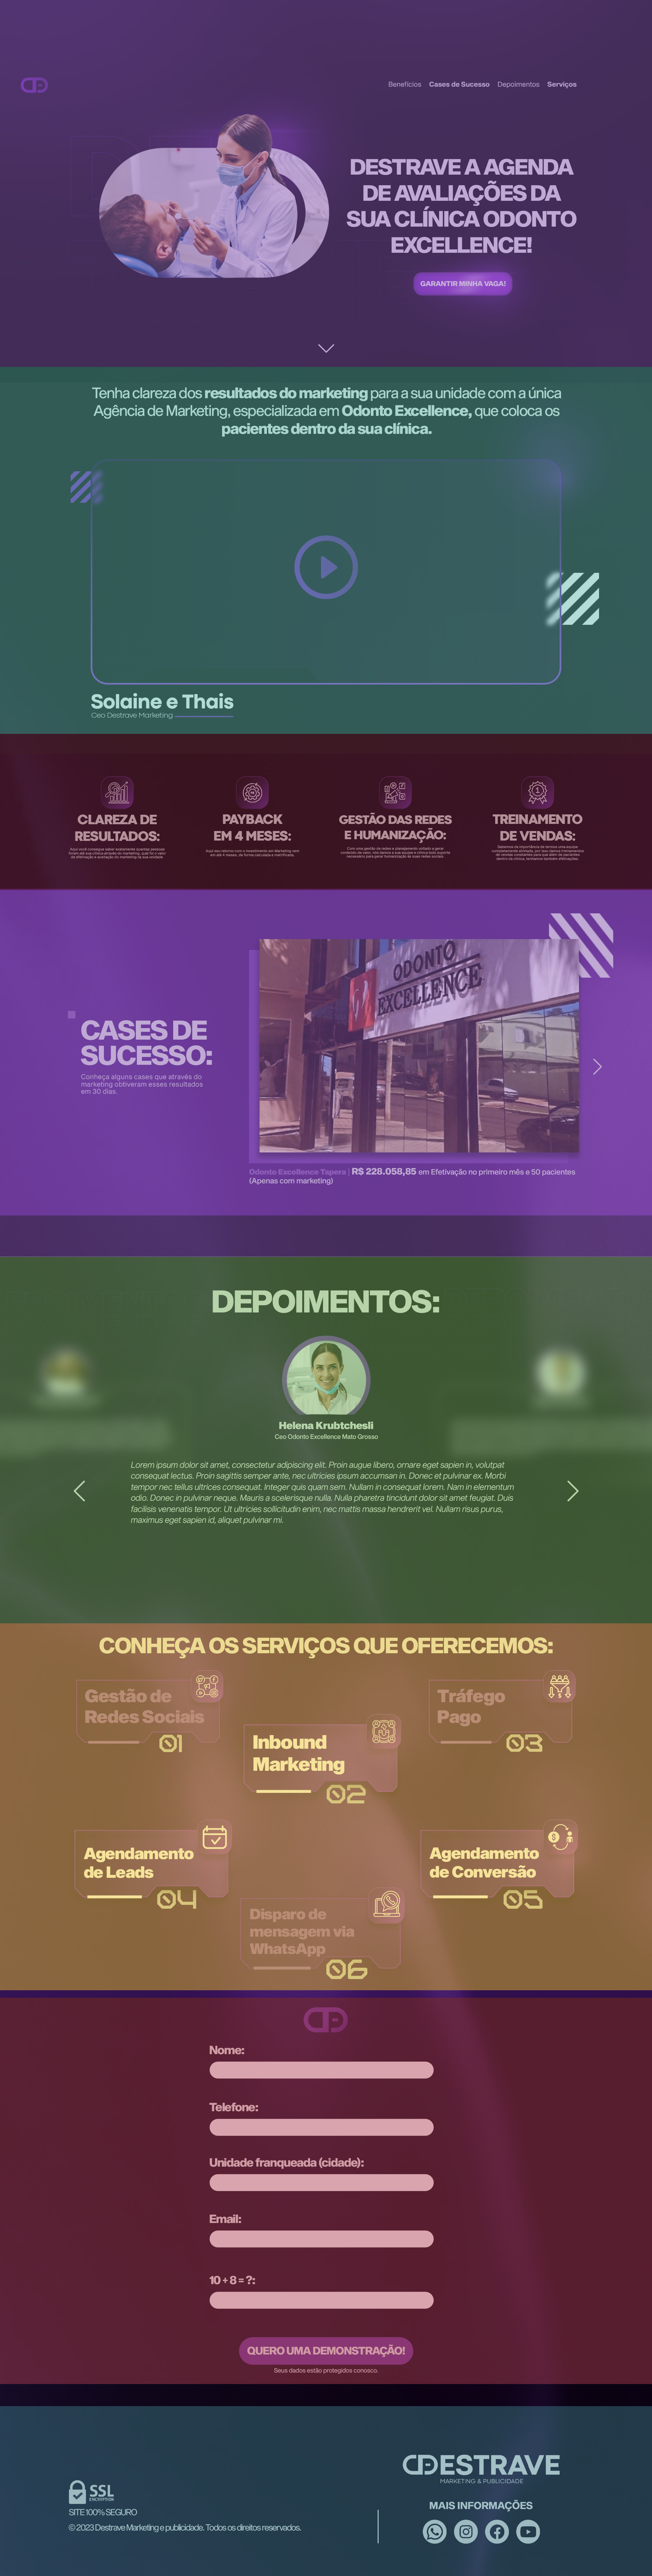 Benefícios Cases de Sucesso Depoimentos Serviços
DESTRAVE A AGENDA
DE AVALIAÇÕES DA
SUA CLÍNICA ODONTO
EXCELLENCE!
GARANTIR MINHA VAGA!
Tenha clareza dos resultados do marketing para a sua unidade com a única
Agência de Marketing, especializada em Odonto Excellence, que coloca os
pacientes dentro da sua clínica.
Solaine e Thais
Ceo Destrave Marketing
CLAREZA DE
RESULTADOS:
PAYBACK
EM 4 MESES:
GESTÃO DAS REDES
E HUMANIZAÇÃO:
TREINAMENTO
DE VENDAS:
ODONTO
EXCELLENCE
CASES DE
SUCESSO:
Conheça alguns cases que através do
marketing obtiveram esses resultados
em 30 dias.
Odonto Excellence Tapera | R$ 228.058,85 em Efetivação no primeiro mês e 50 pacientes
(Apenas com marketing)
DEPOIMENTOS:
Helena Krubtchesli
Ceo Odonto Excellence Mato Grosso
Lorem ipsum dolor sit amet, consectetur adipiscing elit. Proin augue libero, ornare eget sapien in, volutpat
consequat lectus. Proin sagittis semper ante, nec ultricies ipsum accumsan in. Donec et pulvinar ex. Morbi
tempor nec tellus ultrices consequat. Integer quis quam sem. Nullam in consequat lorem. Nam in elementum
odio. Donec in pulvinar neque. Mauris a scelerisque nulla. Nulla pharetra tincidunt dolor sit amet feugiat. Duis
facilisis venenatis tempor. Ut ultricies sollicitudin enim, nec mattis massa hendrerit vel. Nullam risus purus,
maximus eget sapien id, aliquet pulvinar mi.
CONHEÇA OS SERVIÇOS QUE OFERECEMOS:
Gestão de
Redes Sociais
01
Inbound
Marketing
02
Tráfego
Pago
03
Agendamento
de Leads
04
Agendamento
de Conversão
05
Disparo de
mensagem via
WhatsApp
06
Nome:
Telefone:
Unidade franqueada (cidade):
Email:
10 + 8 = ?:
QUERO UMA DEMONSTRAÇÃO!
Seus dados estão protegidos conosco.
DESTRAVE
MARKETING & PUBLICIDADE
SSL
ENCRYPTION
SITE 100% SEGURO
© 2023 Destrave Marketing e publicidade. Todos os direitos reservados.
MAIS INFORMAÇÕES